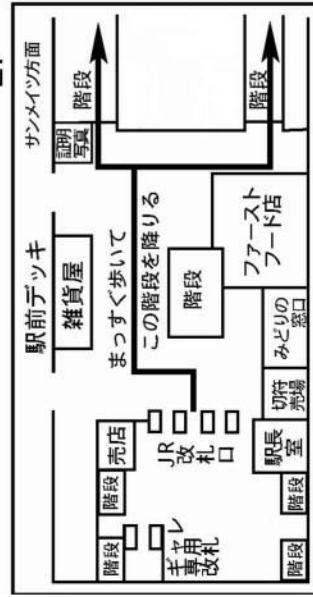 サンメイツ方面
階段
証明
写真
階段
駅前デッキ
雑貨屋
まっすぐ歩いて
この階段を降りる
階段
ファースト
フード店
みどりの
窓口
切符
売場
駅長
室
売店
JR
改
札
口
階段
階段
階段
階段
ギャレ
専用
改札